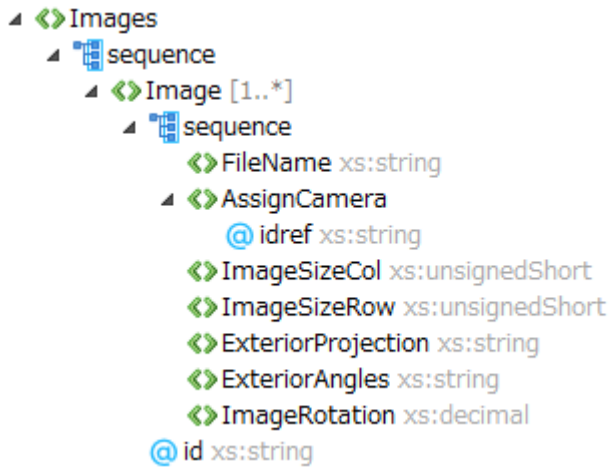 Images
sequence
Image [1..*]
sequence
FileName xs:string
AssignCamera
@ idref xs:string
ImageSizeCol xs:unsignedShort
ImageSizeRow xs:unsignedShort
ExteriorProjection xs:string
ExteriorAngles xs:string
ImageRotation xs:decimal
@ id xs:string